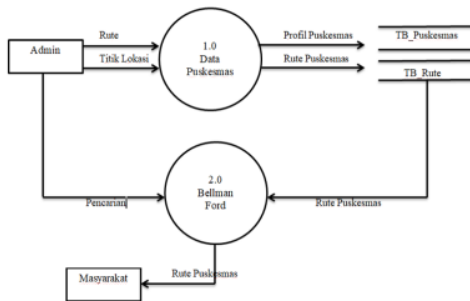 Rute
Profil Puskesmas
TB_Puskesmas
Admin
1.0
Data
Puskesmas
Titik Lokasi
Rute Puskesmas
TB_Rute
2.0
Bellman
Ford
Pencarian
Rute Puskesmas
Rute Puskesmas
Masyarakat